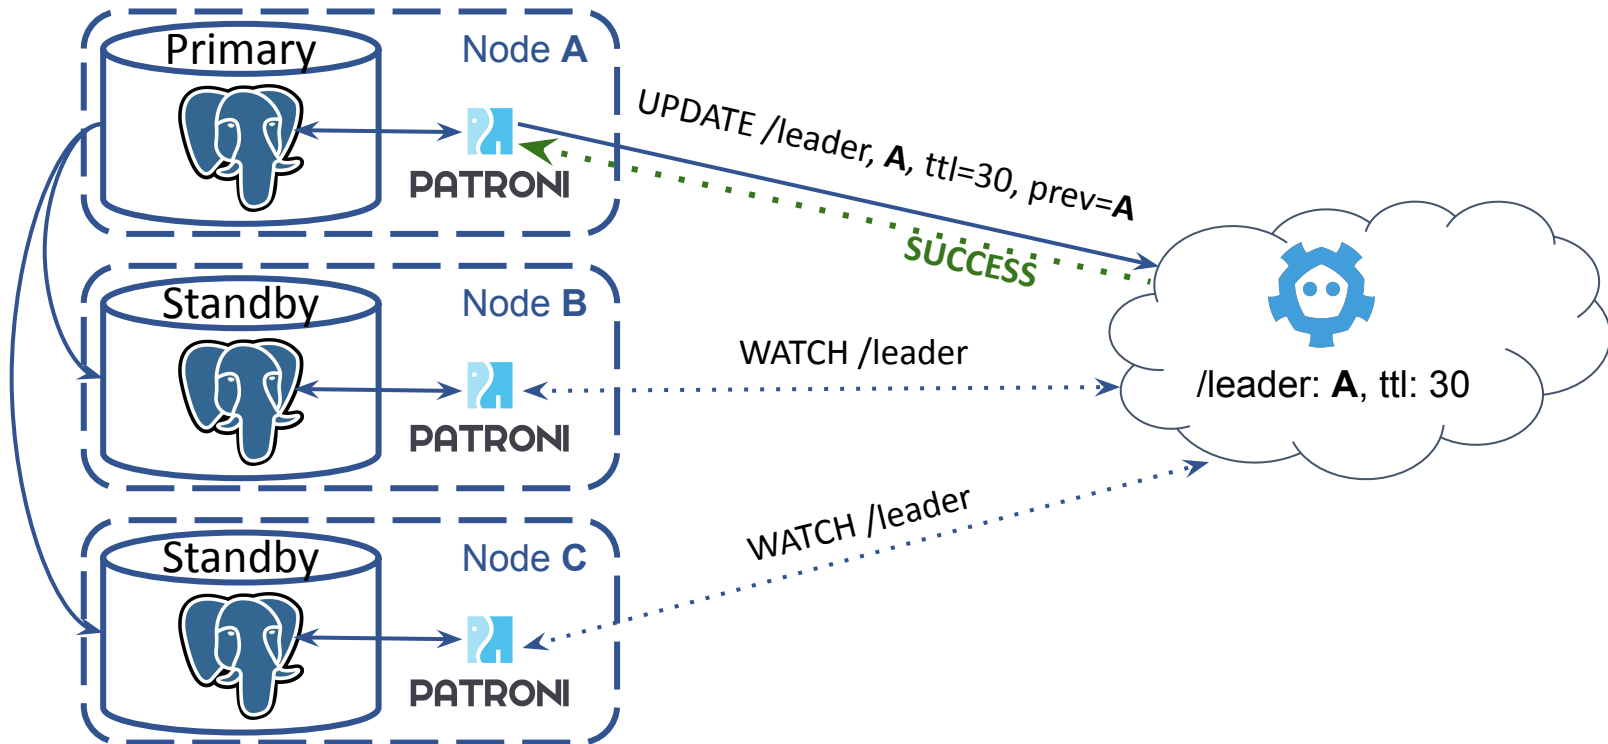 Primary
Node A
PATRONI
UPDATE /leader, A, ttl=30, prev=A
SUCCESS
Standby
Node B
PATRONI
WATCH /leader
/leader: A, ttl: 30
Standby
Node C
PATRONI
WATCH /leader